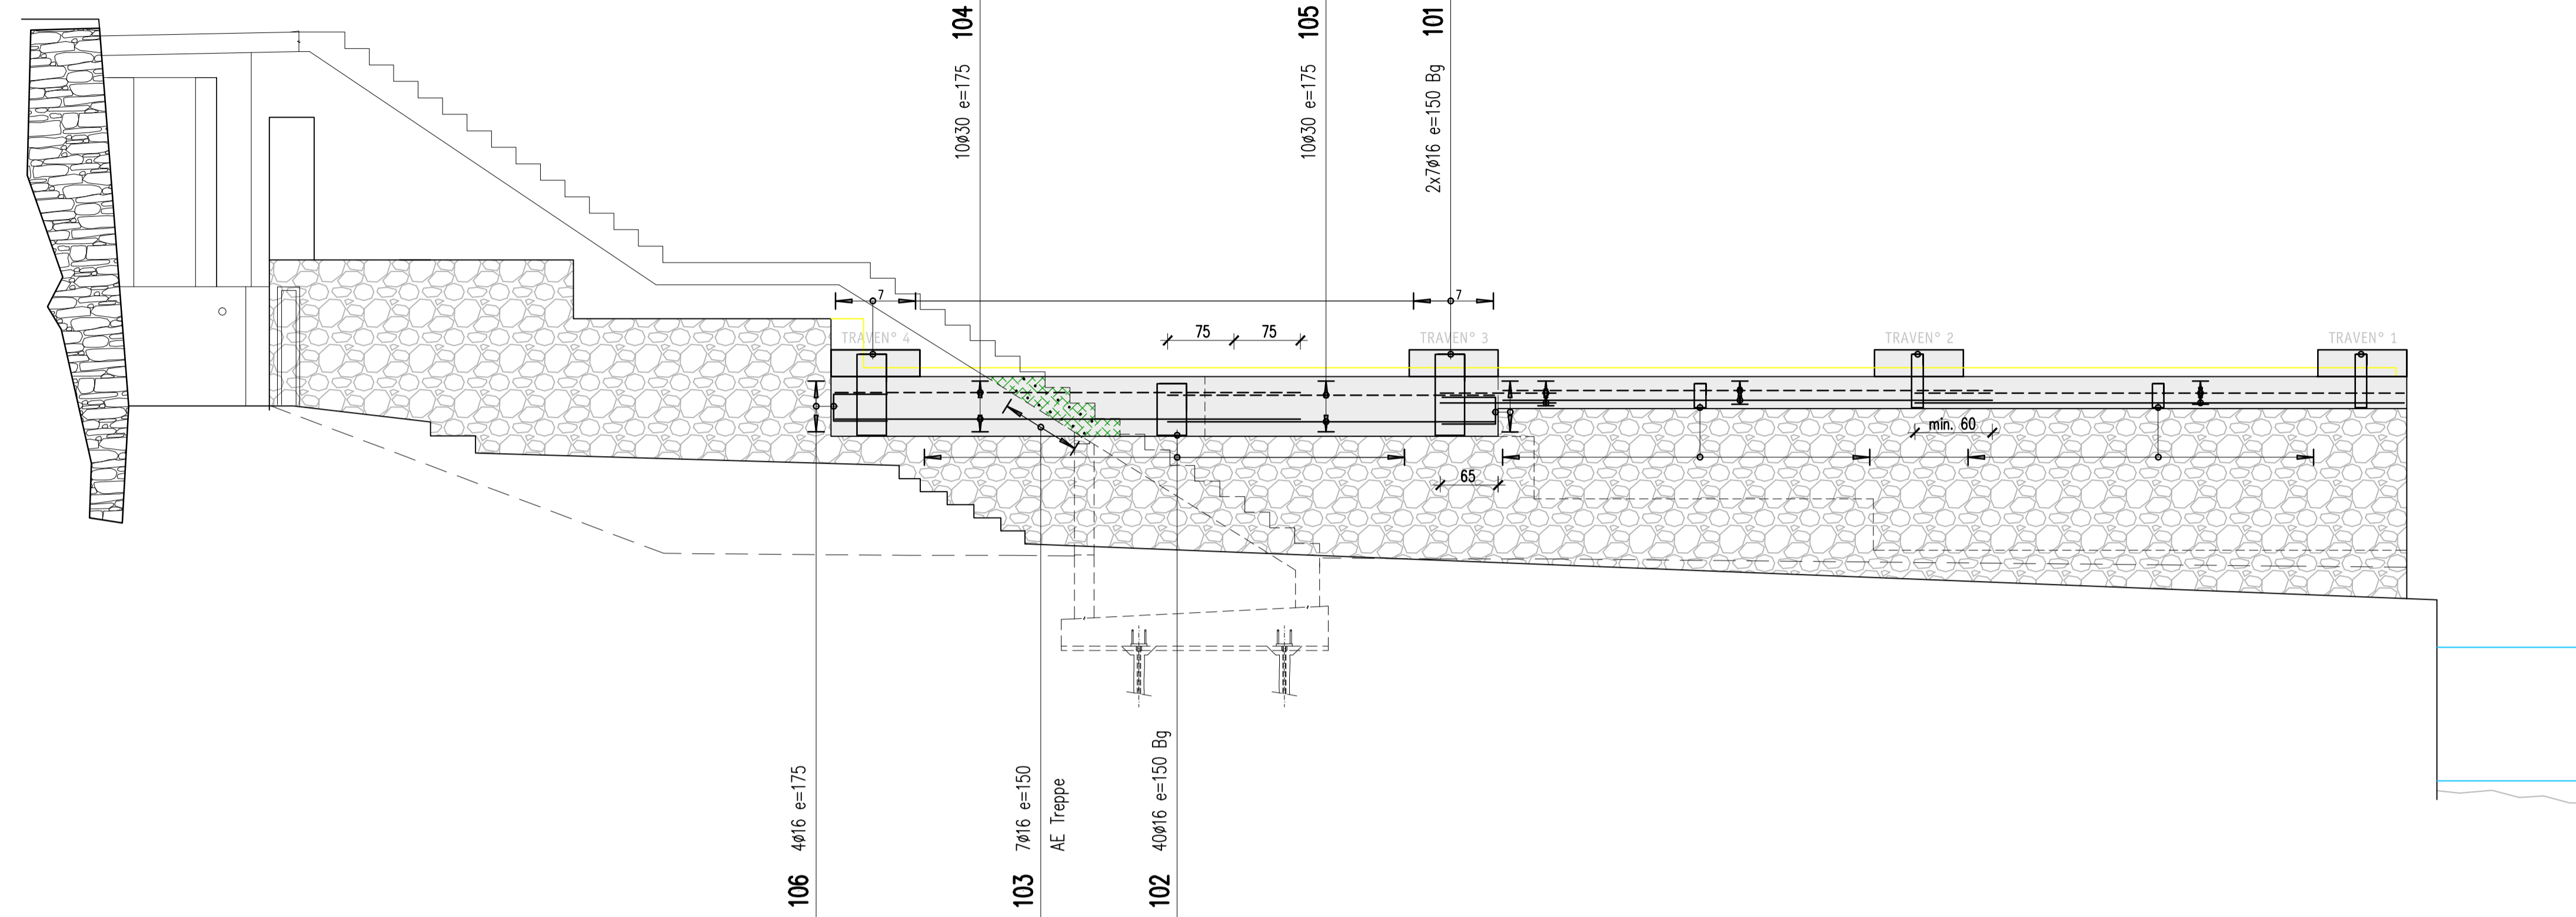 104
10ø30 e=175
105
10ø30 e=175
101
2x7ø16 e=150 Bg
7
7
75
75
TRAVEN° 4
TRAVEN° 3
TRAVEN° 2
TRAVEN° 1
min. 60
65
106
4ø16 e=175
103
7ø16 e=150
AE Treppe
102
40ø16 e=150 Bg